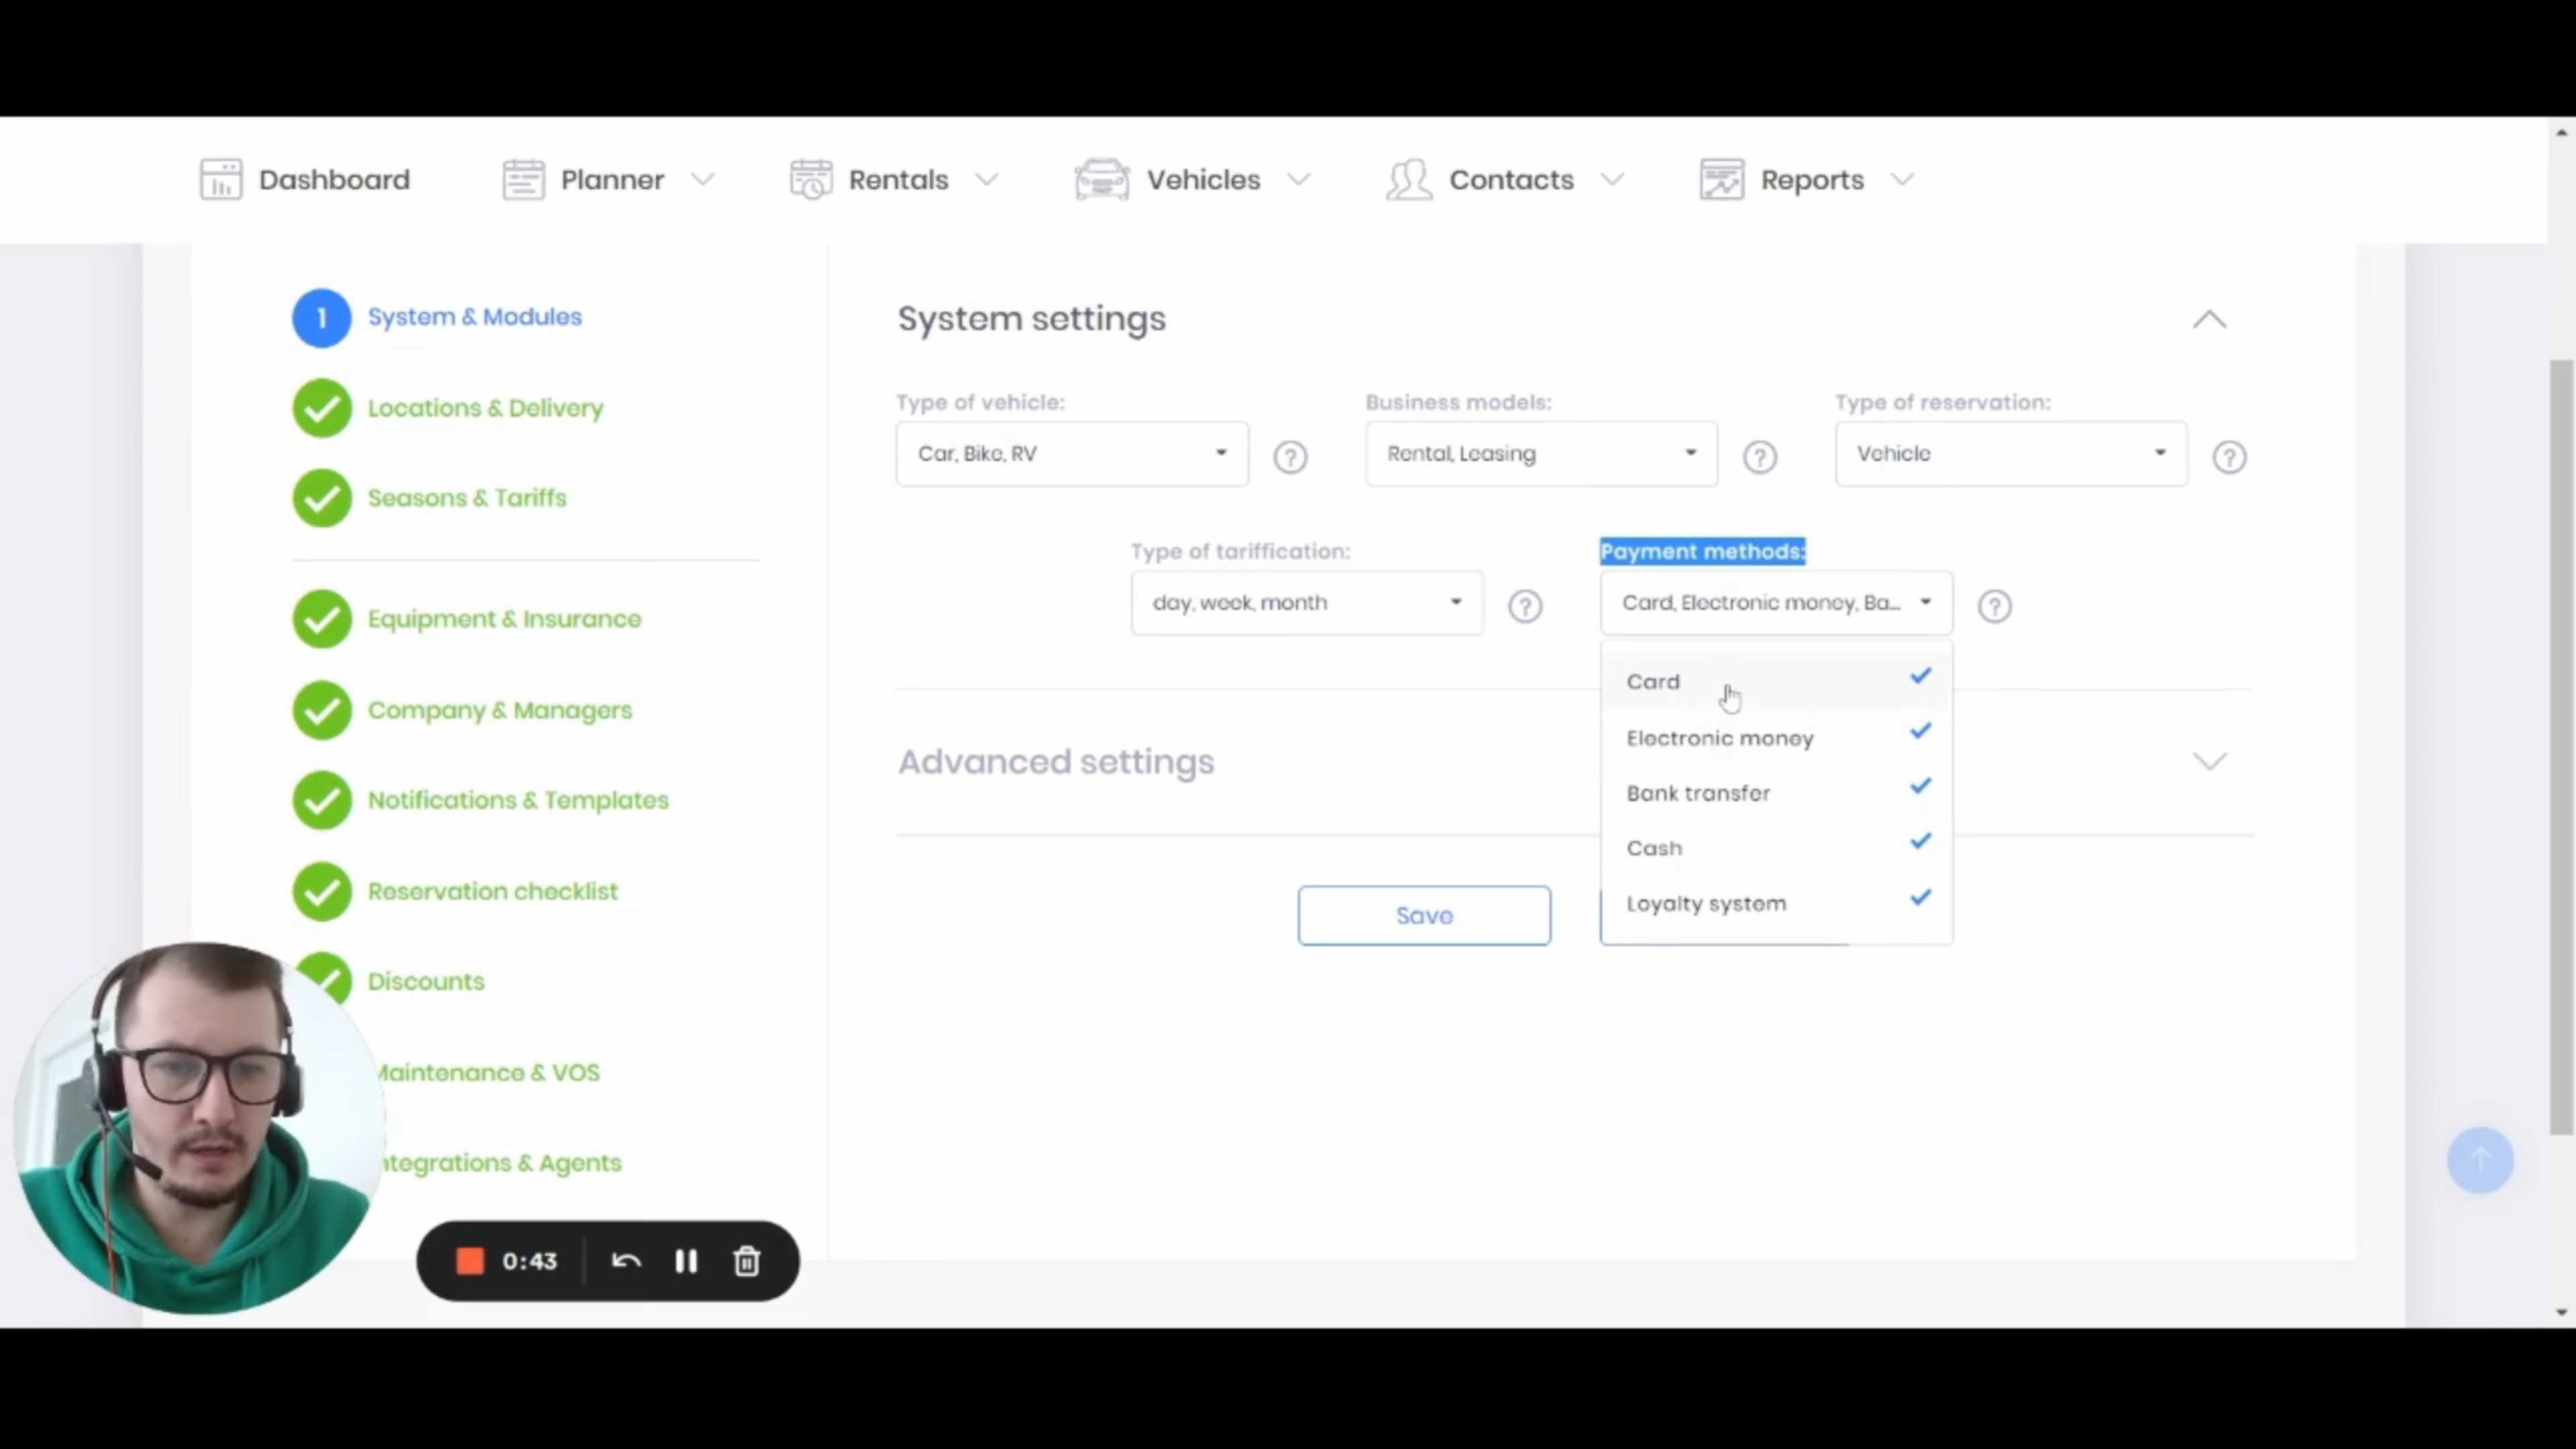 Dashboard
Planner
Rentals
Vehicles
Contacts
Reports
1 System & Modules
Locations & Delivery
Seasons & Tariffs
Equipment & Insurance
Company & Managers
Notifications & Templates
Reservation checklist
Discounts
Maintenance & VOS
ntegrations & Agents
System settings
Type of vehicle:
Car, Bike, RV
?
Business models:
Rental, Leasing
?
Type of reservation:
Vehicle
?
Type of tariffication:
day, week, month
?
Payment methods:
Card, Electronic money, Ba...
?
Card
Electronic money
Bank transfer
Cash
Loyalty system
Advanced settings
Save
0:43